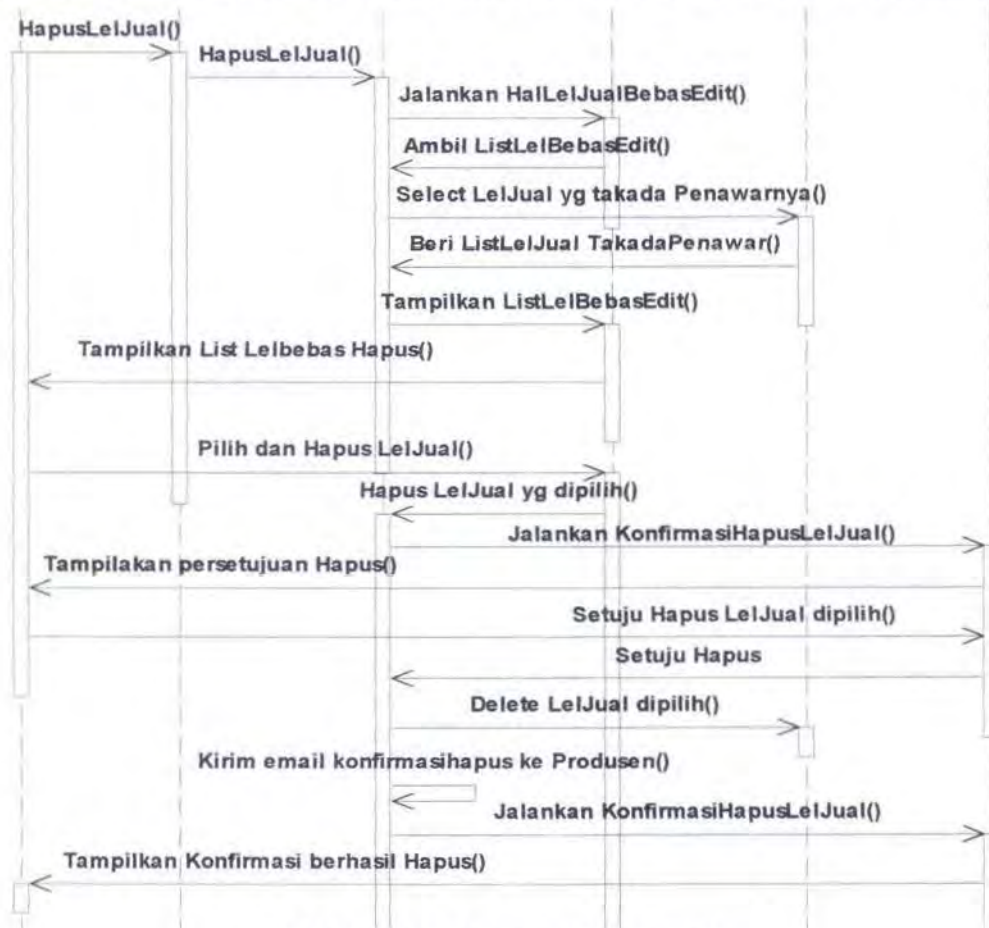 HapusLelJual()
HapusLelJual()
Jalankan HalLelJualBebasEdit()
Ambil ListLelBebasEdit()
Select LelJual yg takada Penawarnya()
Beri ListLelJual TakadaPenawar()
Tampilkan ListLelBebasEdit()
Tampilkan List Lelbebas Hapus()
Pilih dan Hapus LelJual()
Hapus LelJual yg dipilih()
Jalankan KonfirmasiHapusLelJual()
Tampilakan persetujuan Hapus()
Setuju Hapus LelJual dipilih()
Setuju Hapus
Delete LelJual dipilih()
Kirim email konfirmasihapus ke Produsen()
Jalankan KonfirmasiHapusLelJual()
Tampilkan Konfirmasi berhasil Hapus()